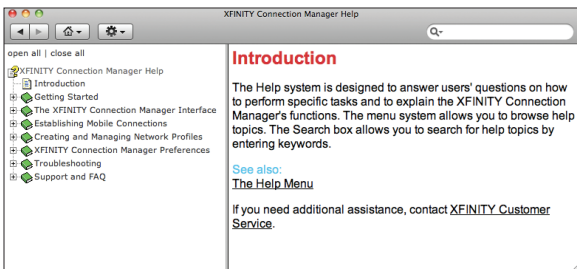 XFINITY Connection Manager Help
open all | close all
XFINITY Connection Manager Help
Introduction
Getting Started
The XFINITY Connection Manager Interface
Establishing Mobile Connections
Creating and Managing Network Profiles
XFINITY Connection Manager Preferences
Troubleshooting
Support and FAQ
Introduction
The Help system is designed to answer users' questions on how
to perform specific tasks and to explain the XFINITY Connection
Manager's functions. The menu system allows you to browse help
topics. The Search box allows you to search for help topics by
entering keywords.
See also:
The Help Menu
If you need additional assistance, contact XFINITY Customer
Service.